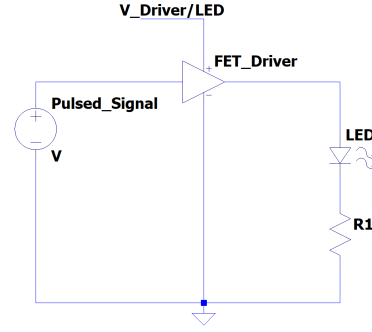 V_Driver/LED
FET_Driver
Pulsed_Signal
V
LED
R1